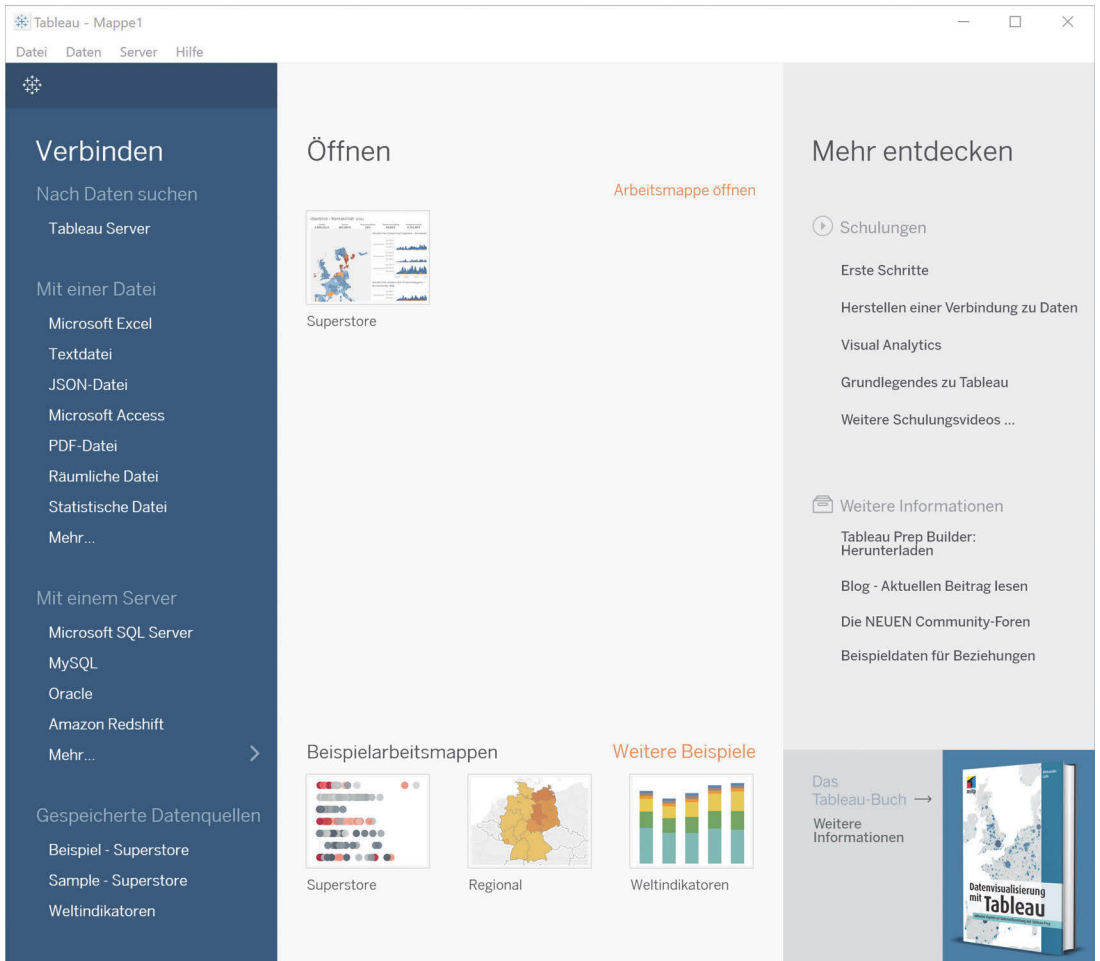 Tableau - Mappe1
Datei Daten Server Hilfe
Verbinden
Nach Daten suchen
Tableau Server
Mit einer Datei
Microsoft Excel
Textdatei
JSON-Datei
Microsoft Access
PDF-Datei
Räumliche Datei
Statistische Datei
Mehr...
Mit einem Server
Microsoft SQL Server
MySQL
Oracle
Amazon Redshift
Mehr...
Gespeicherte Datenquellen
Beispiel - Superstore
Sample - Superstore
Weltindikatoren
Öffnen
Arbeitsmappe öffnen
Superstore
Beispielarbeitsmappen
Weitere Beispiele
Superstore
Regional
Weltindikatoren
Mehr entdecken
Schulungen
Erste Schritte
Herstellen einer Verbindung zu Daten
Visual Analytics
Grundlegendes zu Tableau
Weitere Schulungsvideos ...
Weitere Informationen
Tableau Prep Builder:
Herunterladen
Blog - Aktuellen Beitrag lesen
Die NEUEN Community-Foren
Beispieldaten für Beziehungen
Das
Tableau-Buch →
Weitere
Informationen
mitp
Datenvisualisierung
mit Tableau